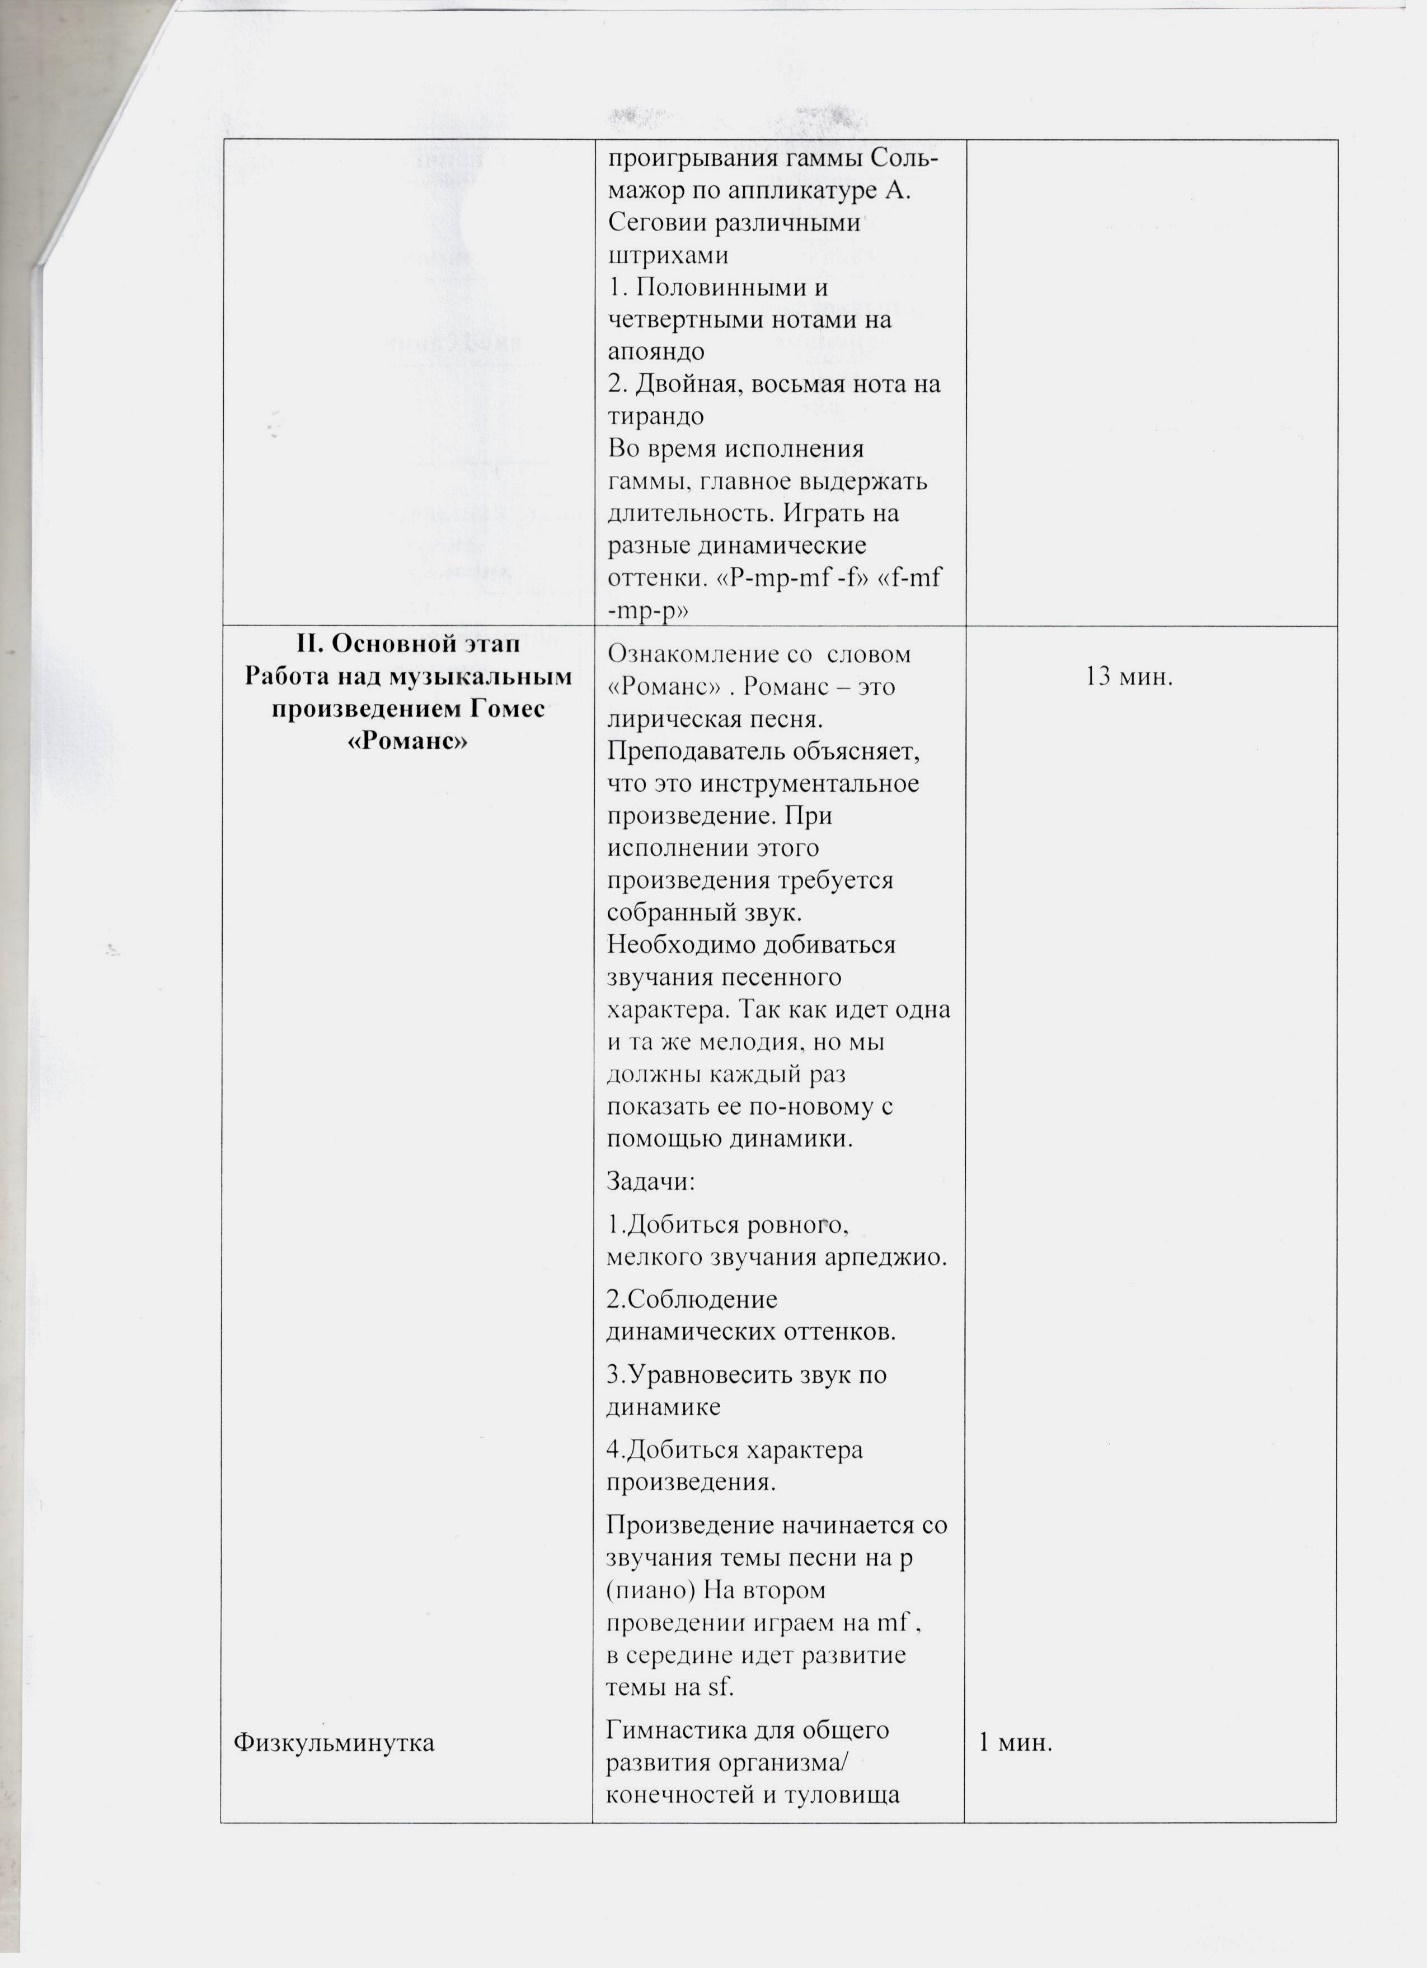 проигрывания гаммы Соль-
мажор по аппликатуре А.
Сеговии различными
штрихами
1. Половинными и
четвертными нотами на
апояндо
2. Двойная, восьмая нота на
тирандо
Во время исполнения
гаммы, главное выдержать
длительность. Играть на
разные динамические
оттенки. «P-mp-mf -f» «f-mf
-mp-p»
II. Основной этап
Работа над музыкальным
произведением Гомес
«Романс»
Ознакомление со словом
«Романс» . Романс – это
лирическая песня.
Преподаватель объясняет,
что это инструментальное
произведение. При
исполнении этого
произведения требуется
собранный звук.
Необходимо добиваться
звучания песенного
характера. Так как идет одна
и та же мелодия, но мы
должны каждый раз
показать ее по-новому с
помощью динамики.
Задачи:
1.Добиться ровного,
мелкого звучания арпеджио.
2.Соблюдение
динамических оттенков.
3.Уравновесить звук по
динамике
4.Добиться характера
произведения.
Произведение начинается со
звучания темы песни на р
(пиано) На втором
проведении играем на mf ,
в середине идет развитие
темы на sf.
13 мин.
Физкульминутка
Гимнастика для общего
развития организма/
конечностей и туловища
1 мин.